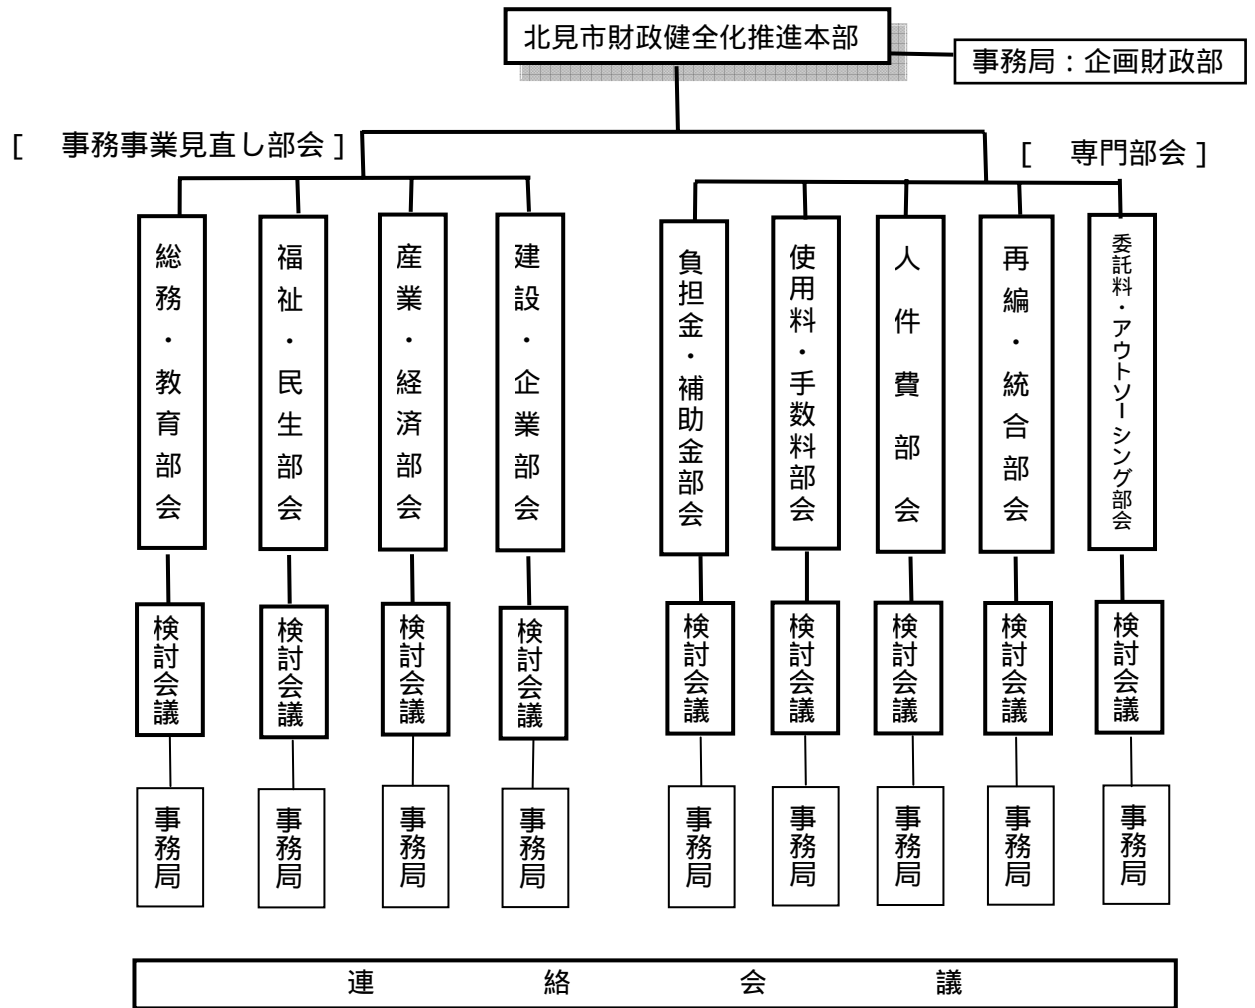 北見市財政健全化推進本部
事務局：企画財政部
[　事務事業見直し部会 ]
[　専門部会 ]
総務・教育部会
福祉・民生部会
産業・経済部会
建設・企業部会
負担金・補助金部会
使用料・手数料部会
人件費部会
再編・統合部会
委託料・アウトソーシング部会
検討会議
検討会議
検討会議
検討会議
検討会議
検討会議
検討会議
検討会議
検討会議
事務局
事務局
事務局
事務局
事務局
事務局
事務局
事務局
事務局
連絡会議